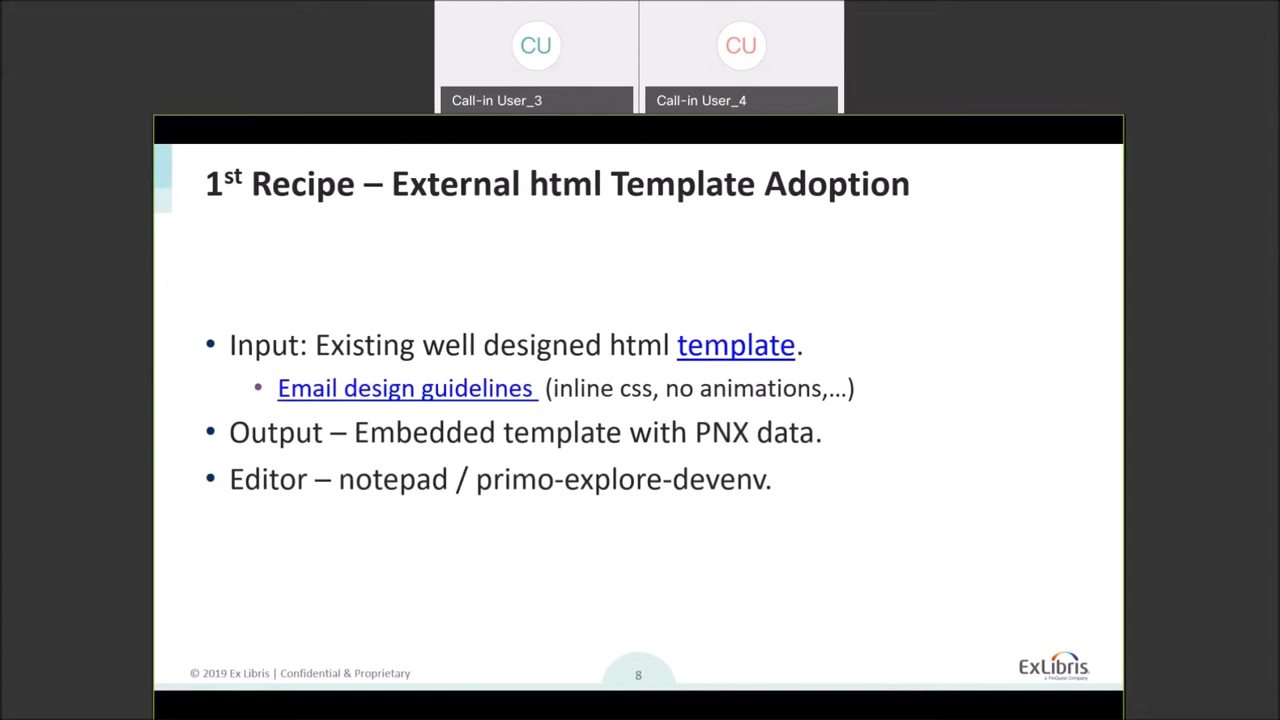 CU CU
Call-in User_3 Call-in User_4
1st Recipe – External html Template Adoption
• Input: Existing well designed html template.
• Email design guidelines (inline css, no animations,...)
• Output – Embedded template with PNX data.
• Editor – notepad / primo-explore-devenv.
© 2019 Ex Libris | Confidential & Proprietary 8 ExLibris
a ProQuest Company